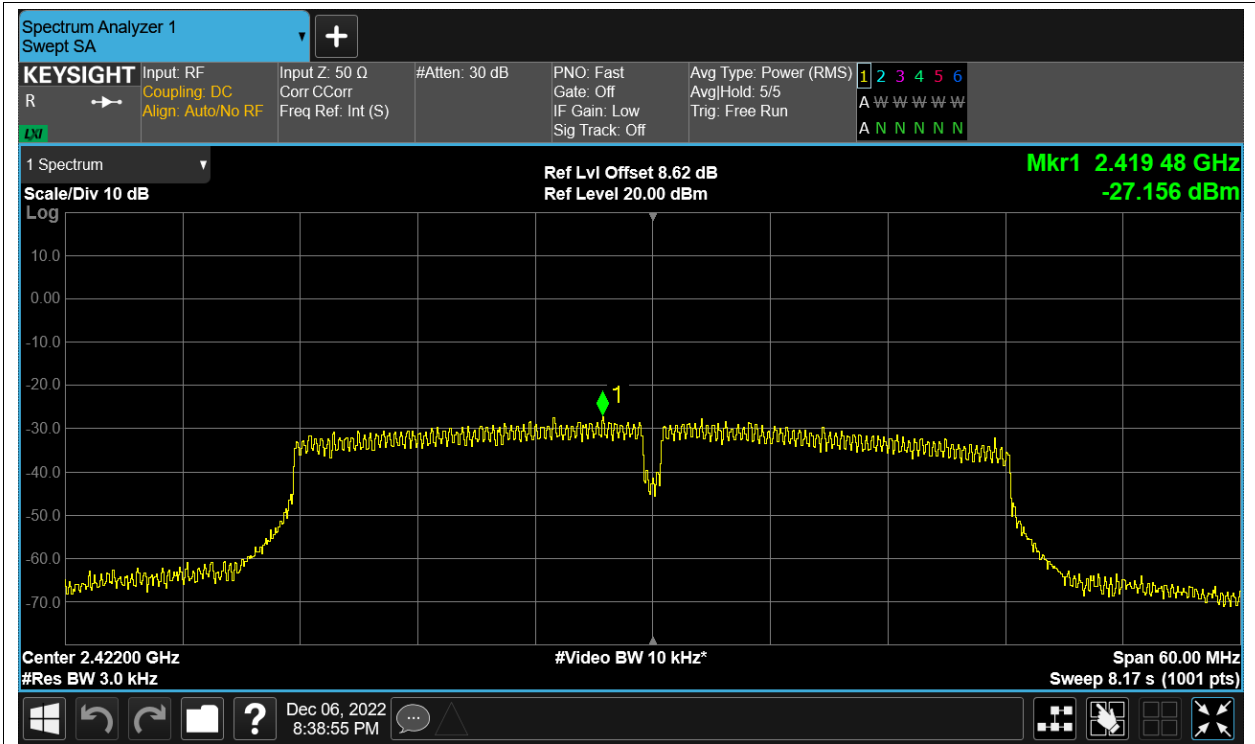 Spectrum Analyzer 1
Swept SA
KEYSIGHT
R
LXI
Input: RF
Coupling: DC
Align: Auto/No RF
Input Z: 50 Ω
Corr CCorr
Freq Ref: Int (S)
#Atten: 30 dB
PNO: Fast
Gate: Off
IF Gain: Low
Sig Track: Off
Avg Type: Power (RMS)
Avg|Hold: 5/5
Trig: Free Run
1 2 3 4 5 6
A W W W W W
A N N N N N
1 Spectrum
Scale/Div 10 dB
Log
Ref Lvl Offset 8.62 dB
Ref Level 20.00 dBm
Mkr1 2.419 48 GHz
-27.156 dBm
10.0
0.00
-10.0
-20.0
-30.0
-40.0
-50.0
-60.0
-70.0
1
Center 2.42200 GHz
#Res BW 3.0 kHz
#Video BW 10 kHz*
Span 60.00 MHz
Sweep 8.17 s (1001 pts)
?
Dec 06, 2022
8:38:55 PM